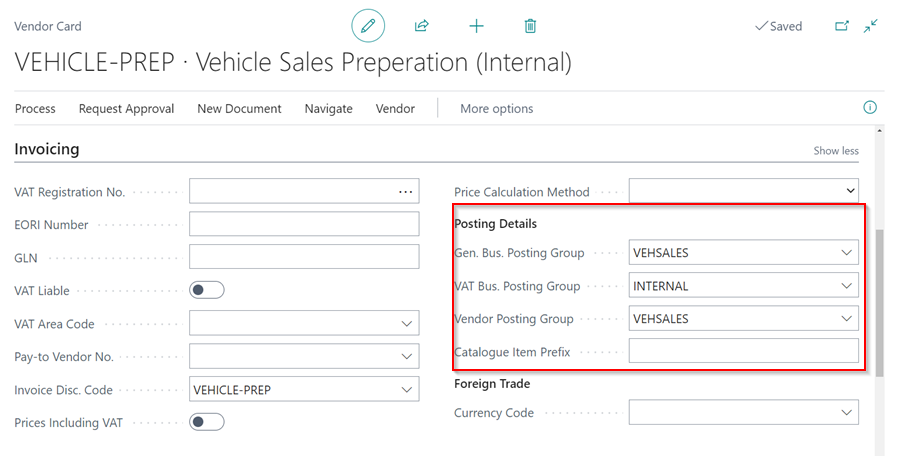 Vendor Card
Saved
VEHICLE-PREP · Vehicle Sales Preperation (Internal)
Process Request Approval New Document Navigate Vendor More options
Invoicing
Show less
VAT Registration No.
EORI Number
GLN
VAT Liable
VAT Area Code
Pay-to Vendor No.
Invoice Disc. Code VEHICLE-PREP
Prices Including VAT
Price Calculation Method
Posting Details
Gen. Bus. Posting Group VEHSALES
VAT Bus. Posting Group INTERNAL
Vendor Posting Group VEHSALES
Catalogue Item Prefix
Foreign Trade
Currency Code